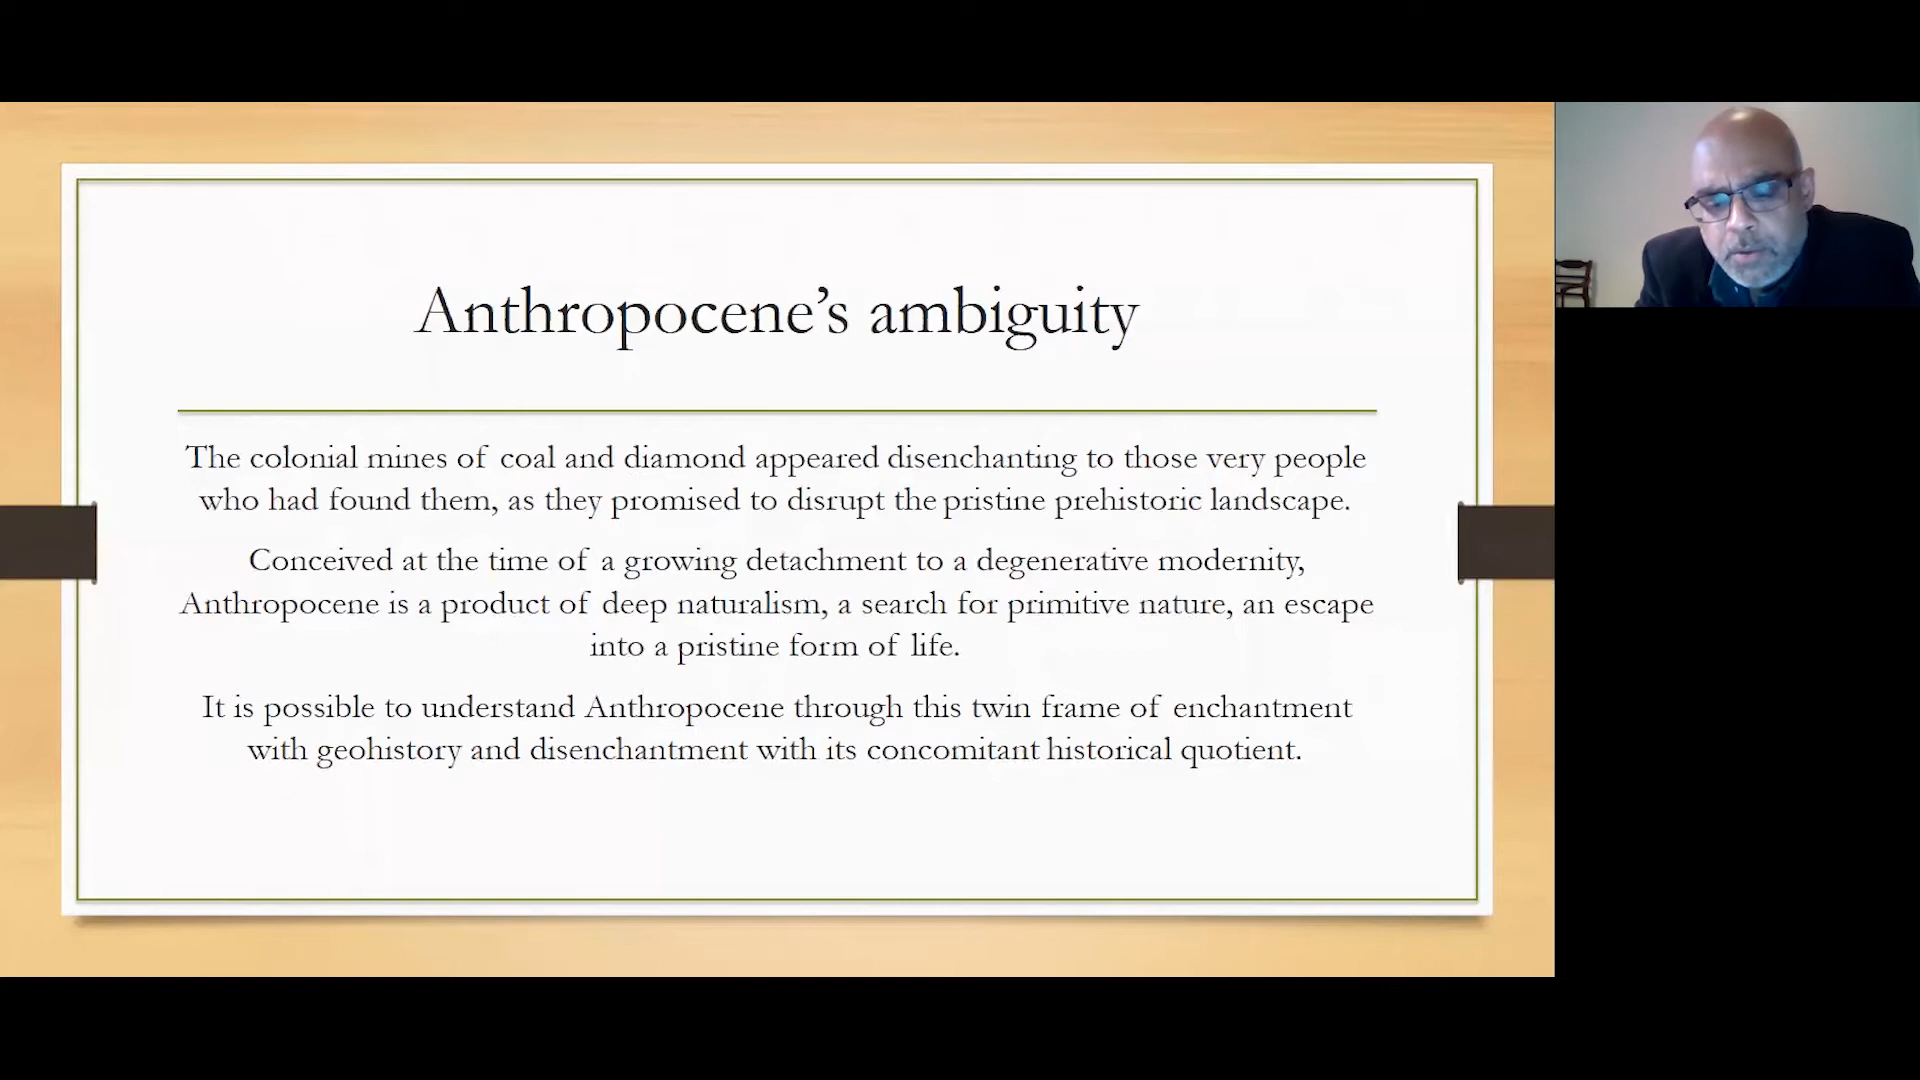 Anthropocene’s ambiguity
The colonial mines of coal and diamond appeared disenchanting to those very people
who had found them, as they promised to disrupt the pristine prehistoric landscape.
Conceived at the time of a growing detachment to a degenerative modernity,
Anthropocene is a product of deep naturalism, a search for primitive nature, an escape
into a pristine form of life.
It is possible to understand Anthropocene through this twin frame of enchantment
with geohistory and disenchantment with its concomitant historical quotient.